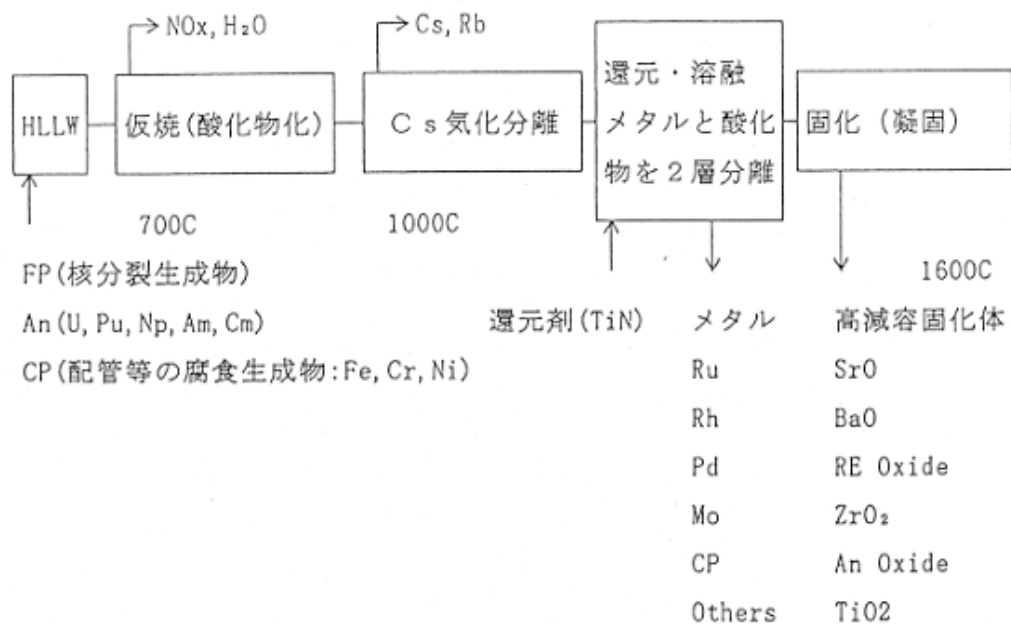 NOx, H₂O
Cs, Rb
HLLW
仮焼(酸化物化)
Ｃｓ気化分離
還元・溶融
メタルと酸化
物を２層分離
固化（凝固）
700C
1000C
1600C
FP(核分裂生成物)
An(U, Pu, Np, Am, Cm)
CP(配管等の腐食生成物:Fe, Cr, Ni)
還元剤(TiN)
メタル
Ru
Rh
Pd
Mo
CP
Others
高減容固化体
SrO
BaO
RE Oxide
ZrO₂
An Oxide
TiO2